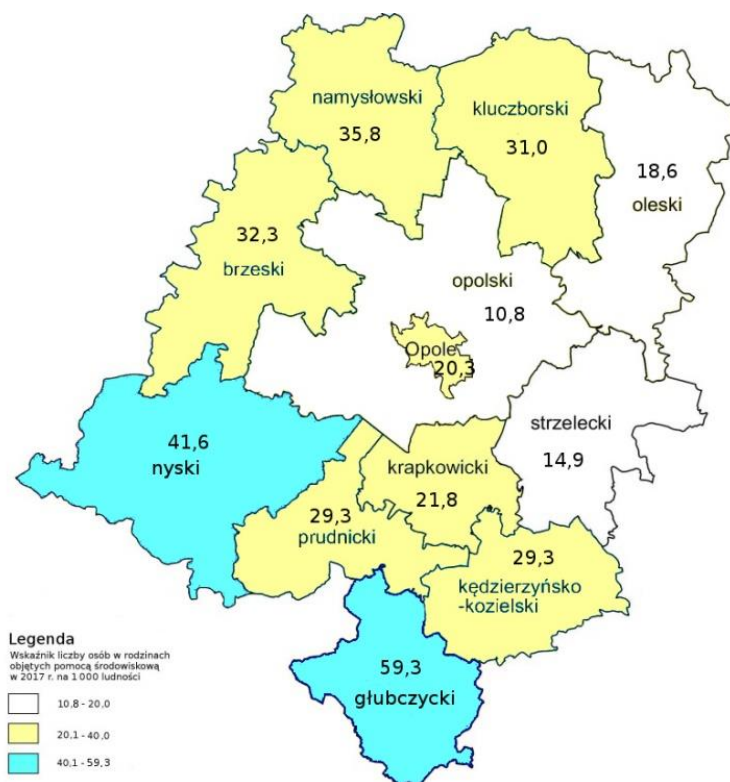 namysłowski
35,8
kluczborski
31,0
18,6
oleski
32,3
brzeski
opolski
10,8
Opole
20,3
41,6
nyski
strzelecki
14,9
krapkowicki
21,8
29,3
prudnicki
29,3
kędzierzyńsko
-kozielski
59,3
głubczycki
Legenda
Wskaźnik liczby osób w rodzinach
objętych pomocą środowiskową
w 2017 r. na 1 000 ludności
10,8 - 20,0
20,1 - 40,0
40,1 - 59,3